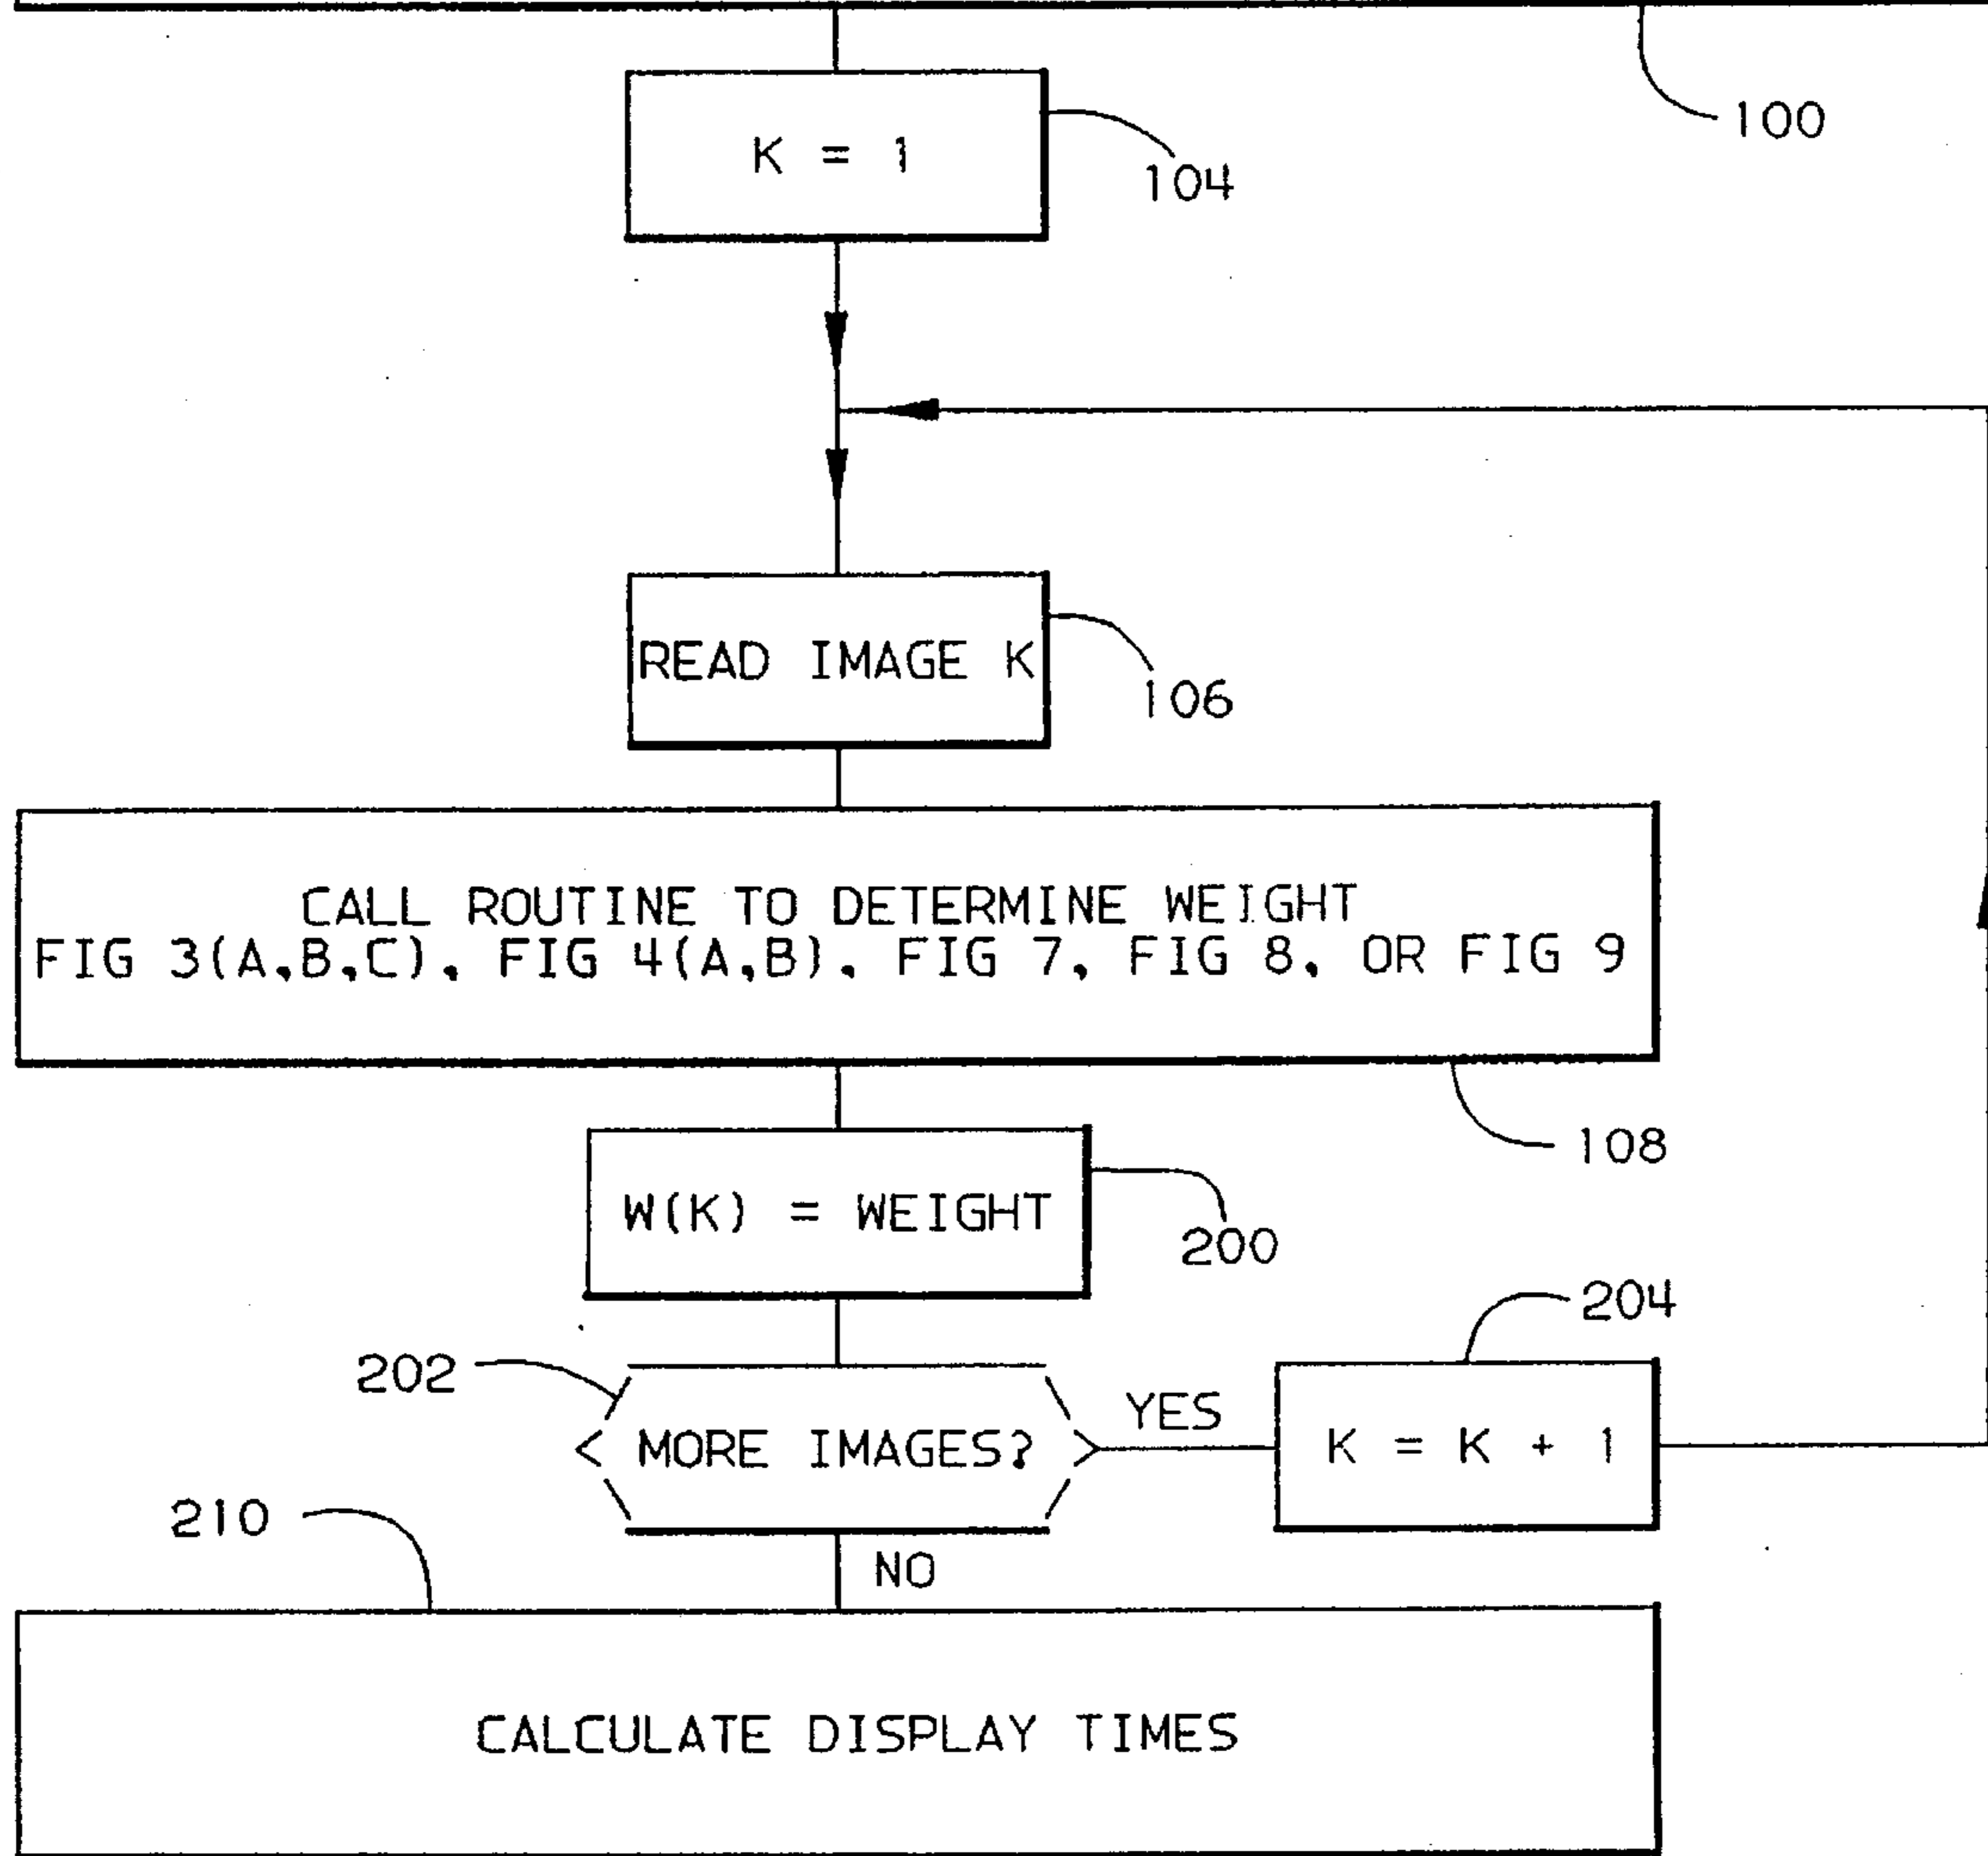 100
K = 1
104
READ IMAGE K
106
CALL ROUTINE TO DETERMINE WEIGHT
FIG 3(A,B,C), FIG 4(A,B), FIG 7, FIG 8, OR FIG 9
108
W(K) = WEIGHT
200
204
202
YES
MORE IMAGES?
K = K + 1
210
NO
CALCULATE DISPLAY TIMES